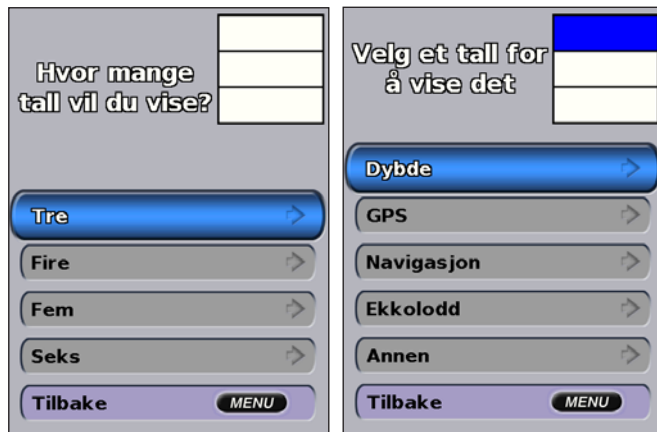 Hvor mange
tall vil du vise?
Tre
Fire
Fem
Seks
Tilbake MENU
Velg et tall for
å vise det
Dybde
GPS
Navigasjon
Ekkolodd
Annen
Tilbake MENU